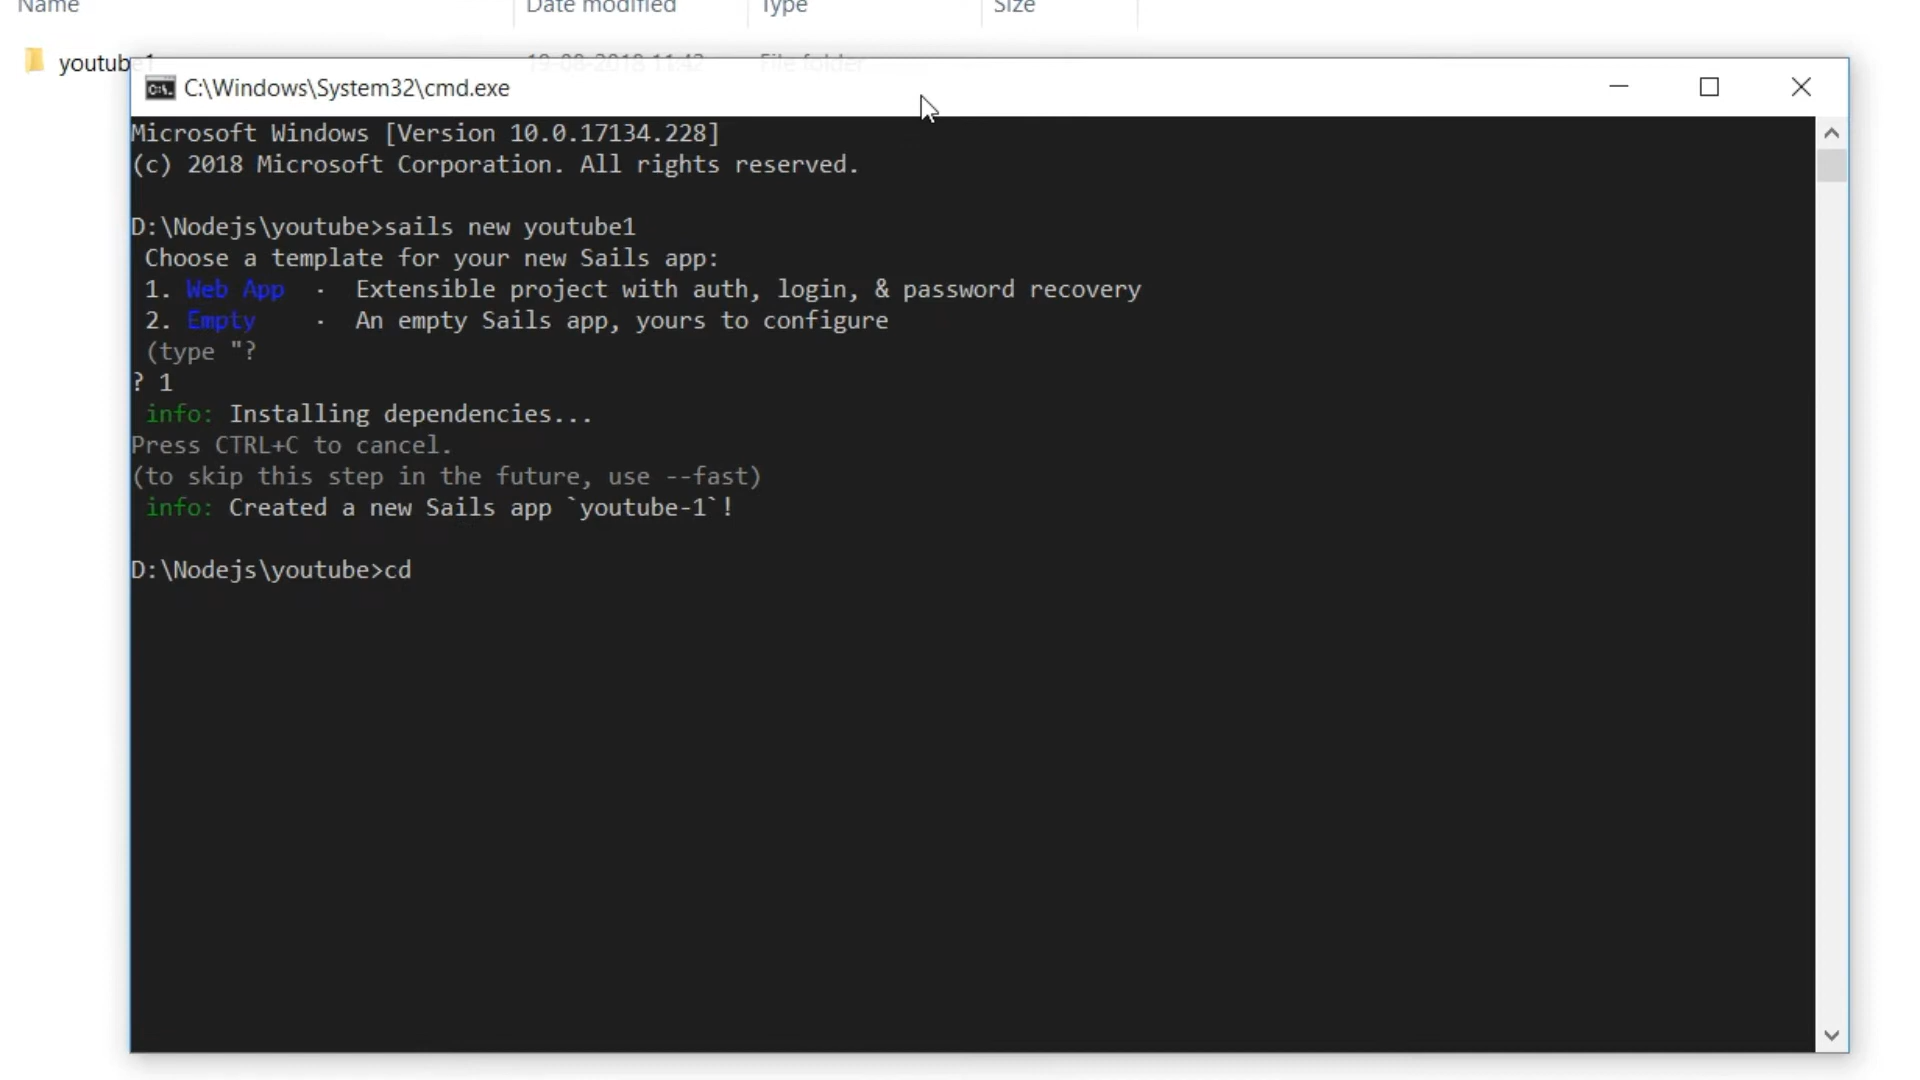 Name Date modified Type Size
youtube1 19-08-2018 11:42 File folder
C:\Windows\System32\cmd.exe
Microsoft Windows [Version 10.0.17134.228]
(c) 2018 Microsoft Corporation. All rights reserved.
D:\Nodejs\youtube>sails new youtube1
Choose a template for your new Sails app:
1. Web App · Extensible project with auth, login, & password recovery
2. Empty · An empty Sails app, yours to configure
(type "?
? 1
info: Installing dependencies...
Press CTRL+C to cancel.
(to skip this step in the future, use --fast)
info: Created a new Sails app `youtube-1`!
D:\Nodejs\youtube>cd